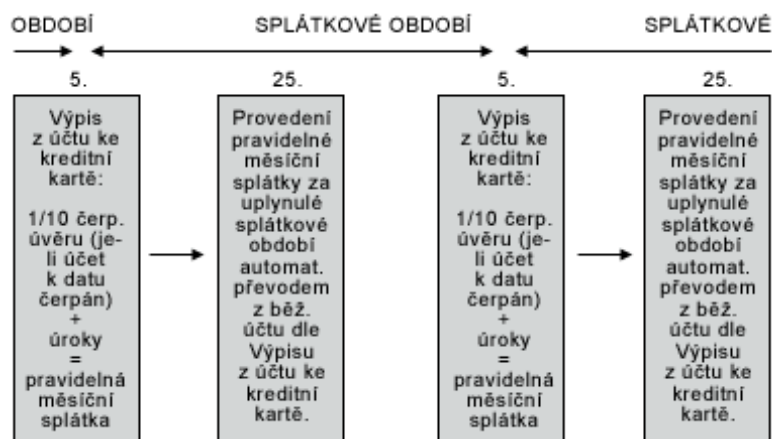 OBDOBÍ
SPLÁTKOVÉ OBDOBÍ
SPLÁTKOVÉ
5.
25.
5.
25.
Výpis
z účtu ke
kreditní
kartě:
1/10 čerp.
úvěru (je-
li účet
k datu
čerpán)
+
úroky
=
pravidelná
měsíční
splátka
Provedení
pravidelné
měsíční
splátky za
uplynulé
splátkové
období
automat.
převodem
z běž.
účtu dle
Výpisu
z účtu ke
kreditní
kartě.
Výpis
z účtu ke
kreditní
kartě:
1/10 čerp.
úvěru (je-
li účet
k datu
čerpán)
+
úroky
=
pravidelná
měsíční
splátka
Provedení
pravidelné
měsíční
splátky za
uplynulé
splátkové
období
automat.
převodem
z běž.
účtu dle
Výpisu
z účtu ke
kreditní
kartě.